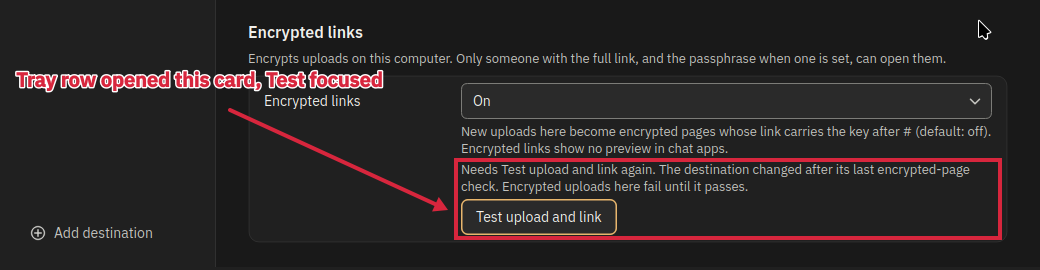 Encrypted links
Encrypts uploads on this computer. Only someone with the full link, and the passphrase when one is set, can open them.
Tray row opened this card, Test focused
Encrypted links
On
New uploads here become encrypted pages whose link carries the key after # (default: off).
Encrypted links show no preview in chat apps.
Needs Test upload and link again. The destination changed after its last encrypted-page
check. Encrypted uploads here fail until it passes.
Test upload and link
Add destination